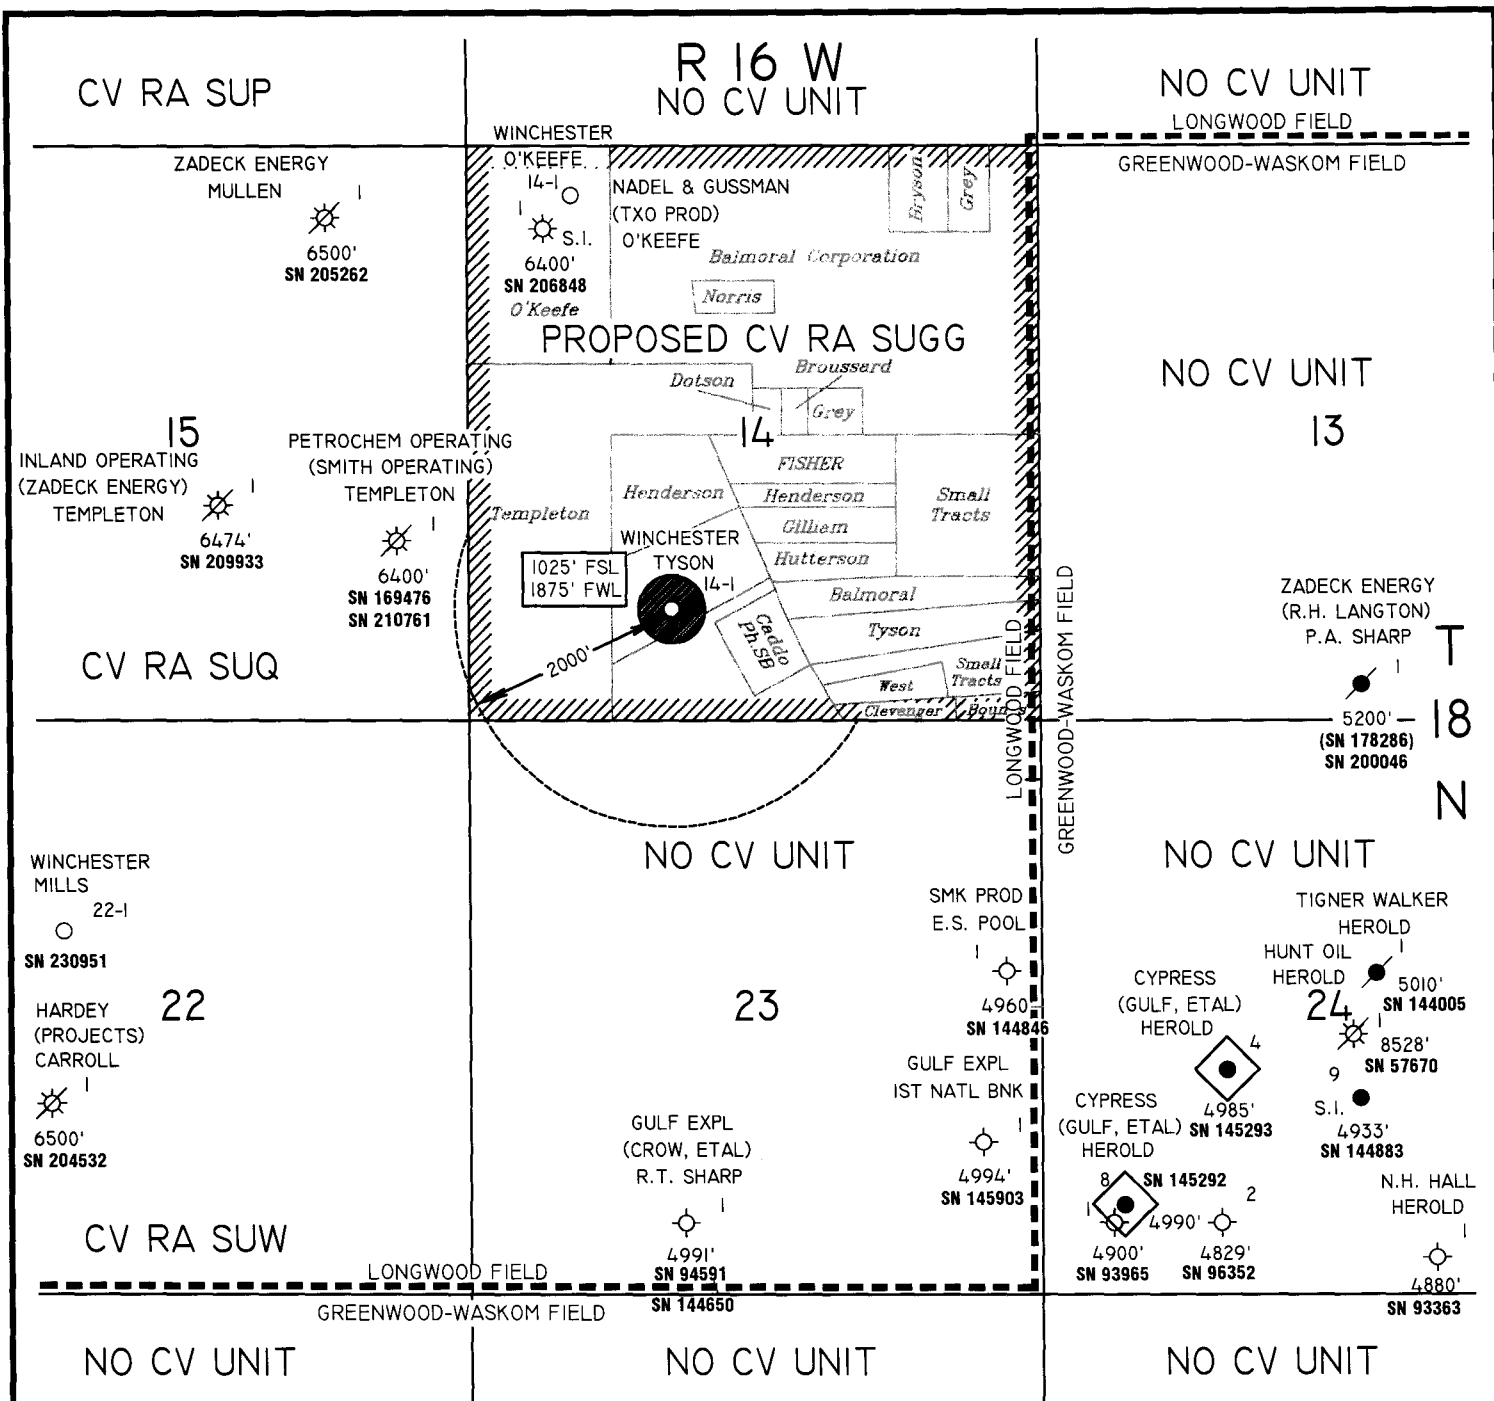 R 16 W
CV RA SUP
NO CV UNIT
NO CV UNIT
LONGWOOD FIELD
GREENWOOD-WASKOM FIELD
ZADECK ENERGY
MULLEN
1
6500'
SN 205262
WINCHESTER
O'KEEFE
14-1
1
S.I.
6400'
SN 206848
O'Keefe
NADEL & GUSSMAN
(TXO PROD)
O'KEEFE
Bryson
Grey
Balmoral Corporation
Norris
PROPOSED CV RA SUGG
Dotson
Broussard
Grey
NO CV UNIT
13
14
15
INLAND OPERATING
(ZADECK ENERGY)
TEMPLETON
1
6474'
SN 209933
PETROCHEM OPERATING
(SMITH OPERATING)
TEMPLETON
1
6400'
SN 169476
SN 210761
CV RA SUQ
Templeton
Henderson
FISHER
Henderson
Gilham
Hutterson
Small
Tracts
WINCHESTER
TYSON
14-1
1025' FSL
1875' FWL
2000'
Caddo
Ph.SB
Balmoral
Tyson
Small
Tracts
West
Clevenger
LONGWOOD FIELD
GREENWOOD-WASKOM FIELD
ZADECK ENERGY
(R.H. LANGTON)
P.A. SHARP
1
5200'
(SN 178286)
SN 200046
T
18
N
NO CV UNIT
NO CV UNIT
WINCHESTER
MILLS
22-1
SN 230951
HARDEY
(PROJECTS)
CARROLL
1
6500'
SN 204532
22
CV RA SUW
23
SMK PROD
E.S. POOL
1
4960
SN 144846
GULF EXPL
1ST NATL BNK
1
4994'
SN 145903
GULF EXPL
(CROW, ETAL)
R.T. SHARP
1
4991'
SN 94591
SN 144650
TIGNER WALKER
HEROLD
1
5010'
SN 144005
HUNT OIL
HEROLD
24
1
8528'
SN 57670
CYPRESS
(GULF, ETAL)
HEROLD
4
4985'
SN 145293
9
S.I.
4933'
SN 144883
CYPRESS
(GULF, ETAL)
HEROLD
8
SN 145292
4990'
1
4900'
SN 93965
2
4829'
SN 96352
N.H. HALL
HEROLD
1
4880'
SN 93363
LONGWOOD FIELD
GREENWOOD-WASKOM FIELD
NO CV UNIT
NO CV UNIT
NO CV UNIT